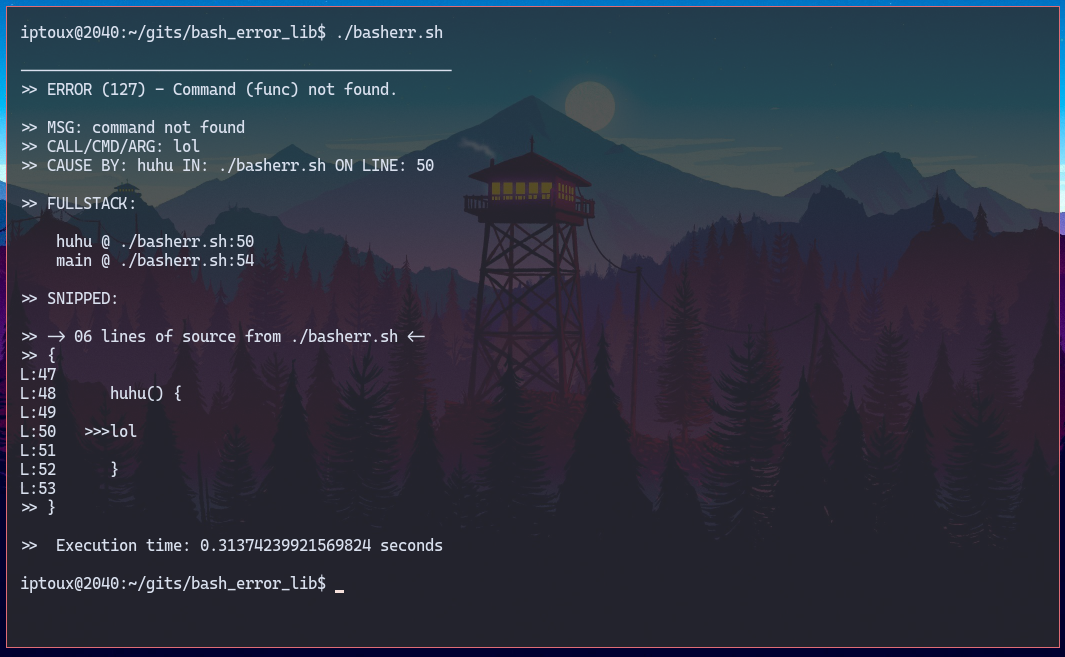 iptoux@2040:~/gits/bash_error_lib$ ./basherr.sh
>> ERROR (127) - Command (func) not found.
>> MSG: command not found
>> CALL/CMD/ARG: lol
>> CAUSE BY: huhu IN: ./basherr.sh ON LINE: 50
>> FULLSTACK:
huhu @ ./basherr.sh:50
main @ ./basherr.sh:54
>> SNIPPED:
>> -> 06 lines of source from ./basherr.sh <-
>> {
L:47
L:48      huhu() {
L:49
L:50   >>>lol
L:51
L:52      }
L:53
>> }
>>  Execution time: 0.31374239921569824 seconds
iptoux@2040:~/gits/bash_error_lib$